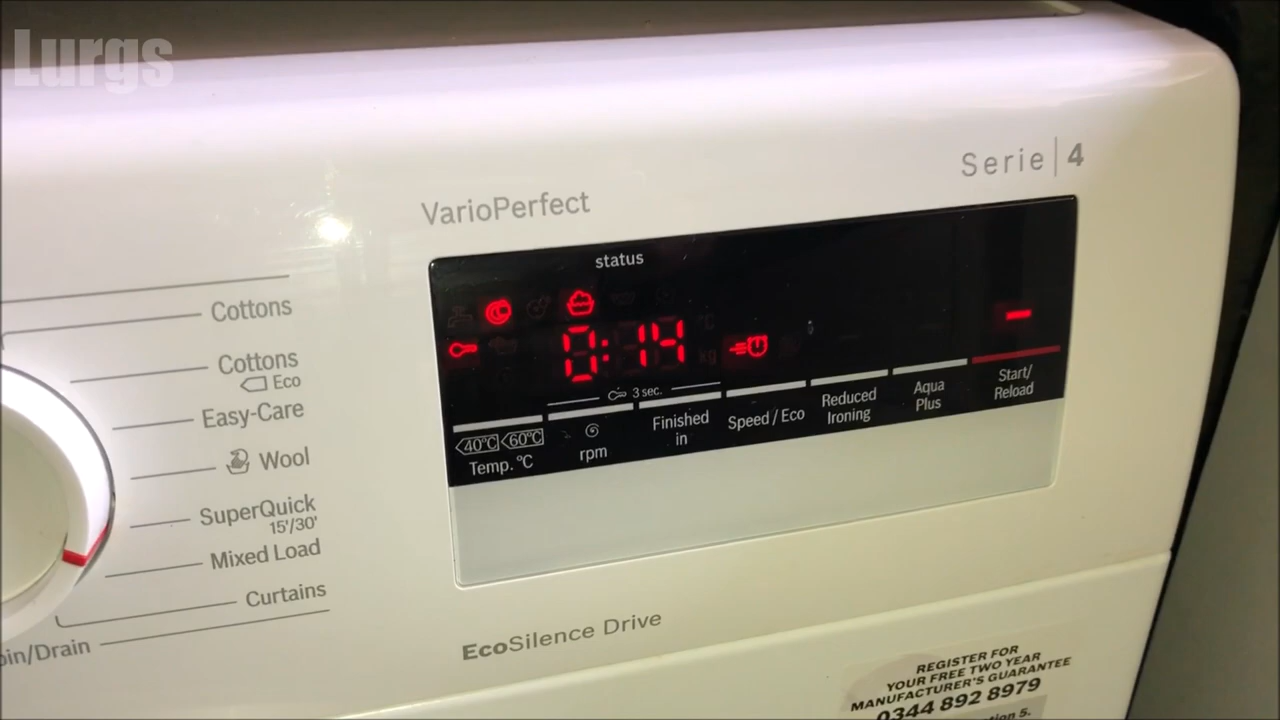 Lurgs
Serie | 4
VarioPerfect
status
0:14
3 sec.
40°C 60°C
Temp. °C
rpm
Finished
in
Speed / Eco
Reduced
Ironing
Aqua
Plus
Start/
Reload
Cottons
Cottons
Eco
Easy-Care
Wool
SuperQuick
15'/30'
Mixed Load
Curtains
/Drain
EcoSilence Drive
REGISTER FOR
YOUR FREE TWO YEAR
MANUFACTURER'S GUARANTEE
0344 892 8979
5.